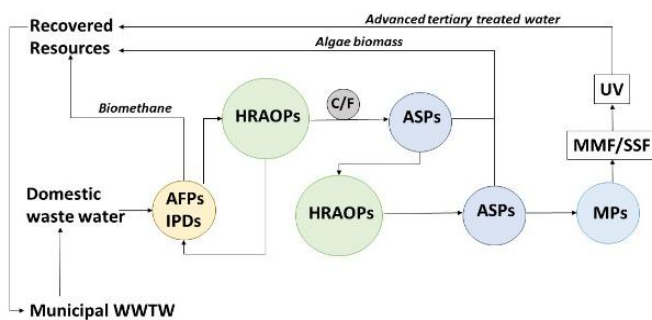 Recovered
Resources
Advanced tertiary treated water
Algae biomass
Biomethane
HRAOPs
C/F
ASPs
UV
MMF/SSF
Domestic
waste water
AFPs
IPDs
HRAOPs
ASPs
MPs
Municipal WWTW